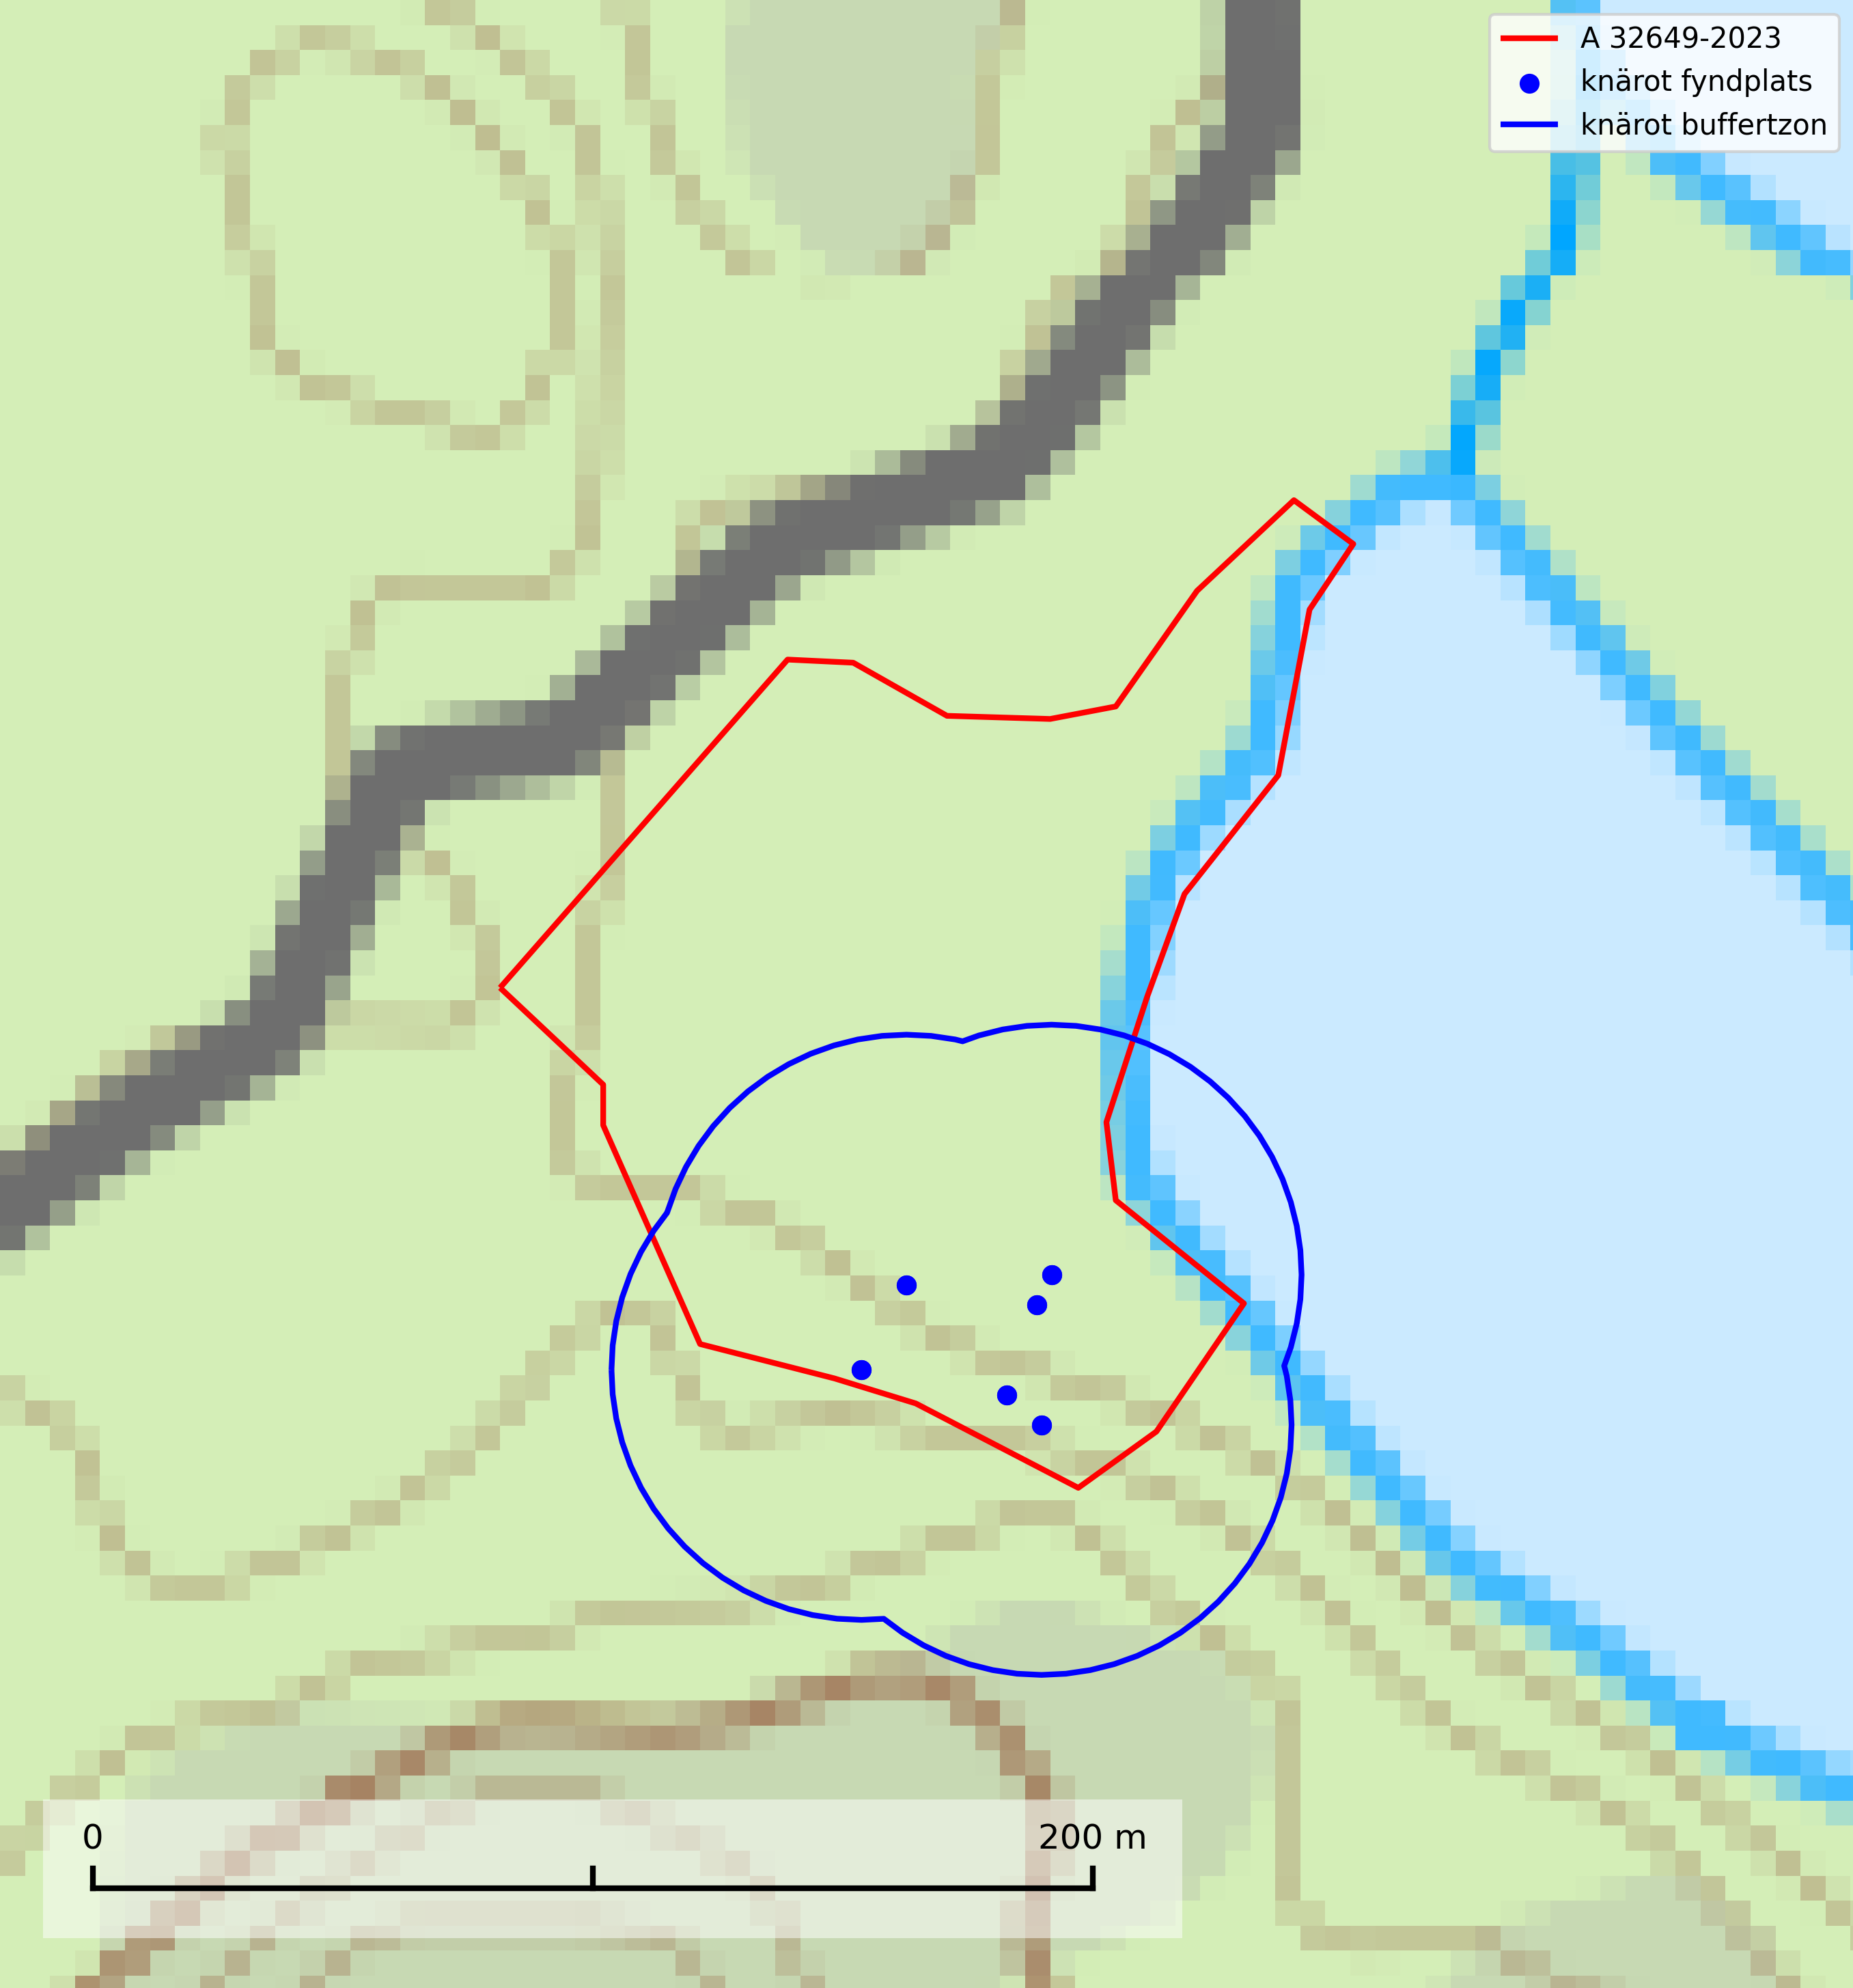 A 32649-2023
knärot fyndplats
knärot buffertzon
0 200 m